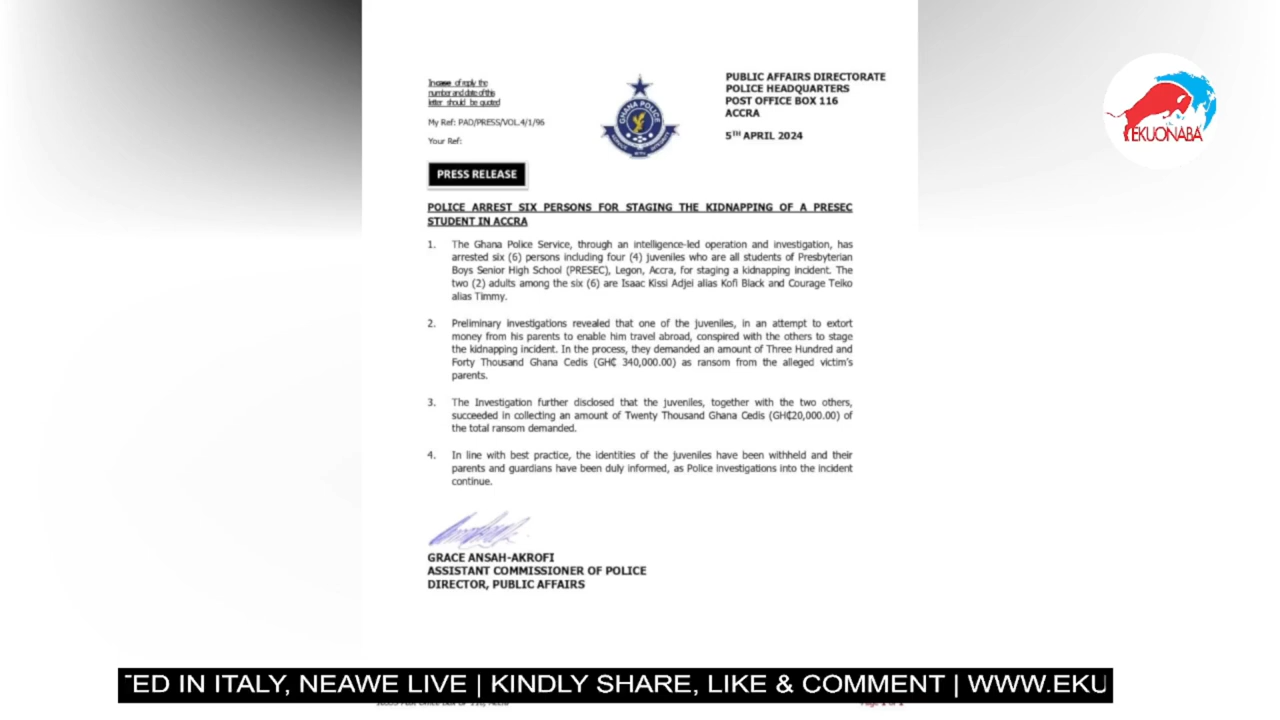 In case of reply the
number and date of this
letter should be quoted
My Ref: PAD/PRESS/VOL.4/1/96
Your Ref:
GHANA POLICE
PUBLIC AFFAIRS DIRECTORATE
POLICE HEADQUARTERS
POST OFFICE BOX 116
ACCRA
5TH APRIL 2024
EKUONABA
PRESS RELEASE
POLICE ARREST SIX PERSONS FOR STAGING THE KIDNAPPING OF A PRESEC
STUDENT IN ACCRA
1. The Ghana Police Service, through an intelligence-led operation and investigation, has
arrested six (6) persons including four (4) juveniles who are all students of Presbyterian
Boys Senior High School (PRESEC), Legon, Accra, for staging a kidnapping incident. The
two (2) adults among the six (6) are Isaac Kissi Adjei alias Kofi Black and Courage Teiko
alias Timmy.
2. Preliminary investigations revealed that one of the juveniles, in an attempt to extort
money from his parents to enable him travel abroad, conspired with the others to stage
the kidnapping incident. In the process, they demanded an amount of Three Hundred and
Forty Thousand Ghana Cedis (GH₵ 340,000.00) as ransom from the alleged victim's
parents.
3. The Investigation further disclosed that the juveniles, together with the two others,
succeeded in collecting an amount of Twenty Thousand Ghana Cedis (GH₵20,000.00) of
the total ransom demanded.
4. In line with best practice, the identities of the juveniles have been withheld and their
parents and guardians have been duly informed, as Police investigations into the incident
continue.
GRACE ANSAH-AKROFI
ASSISTANT COMMISSIONER OF POLICE
DIRECTOR, PUBLIC AFFAIRS
TED IN ITALY, NEAWE LIVE | KINDLY SHARE, LIKE & COMMENT | WWW.EKU